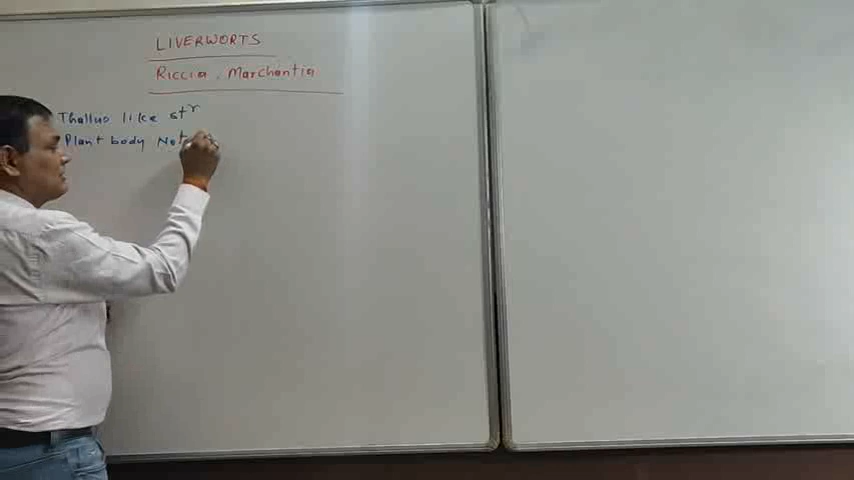 LIVERWORTS
Riccia, Marchantia
Thallus like str
Plant body Not